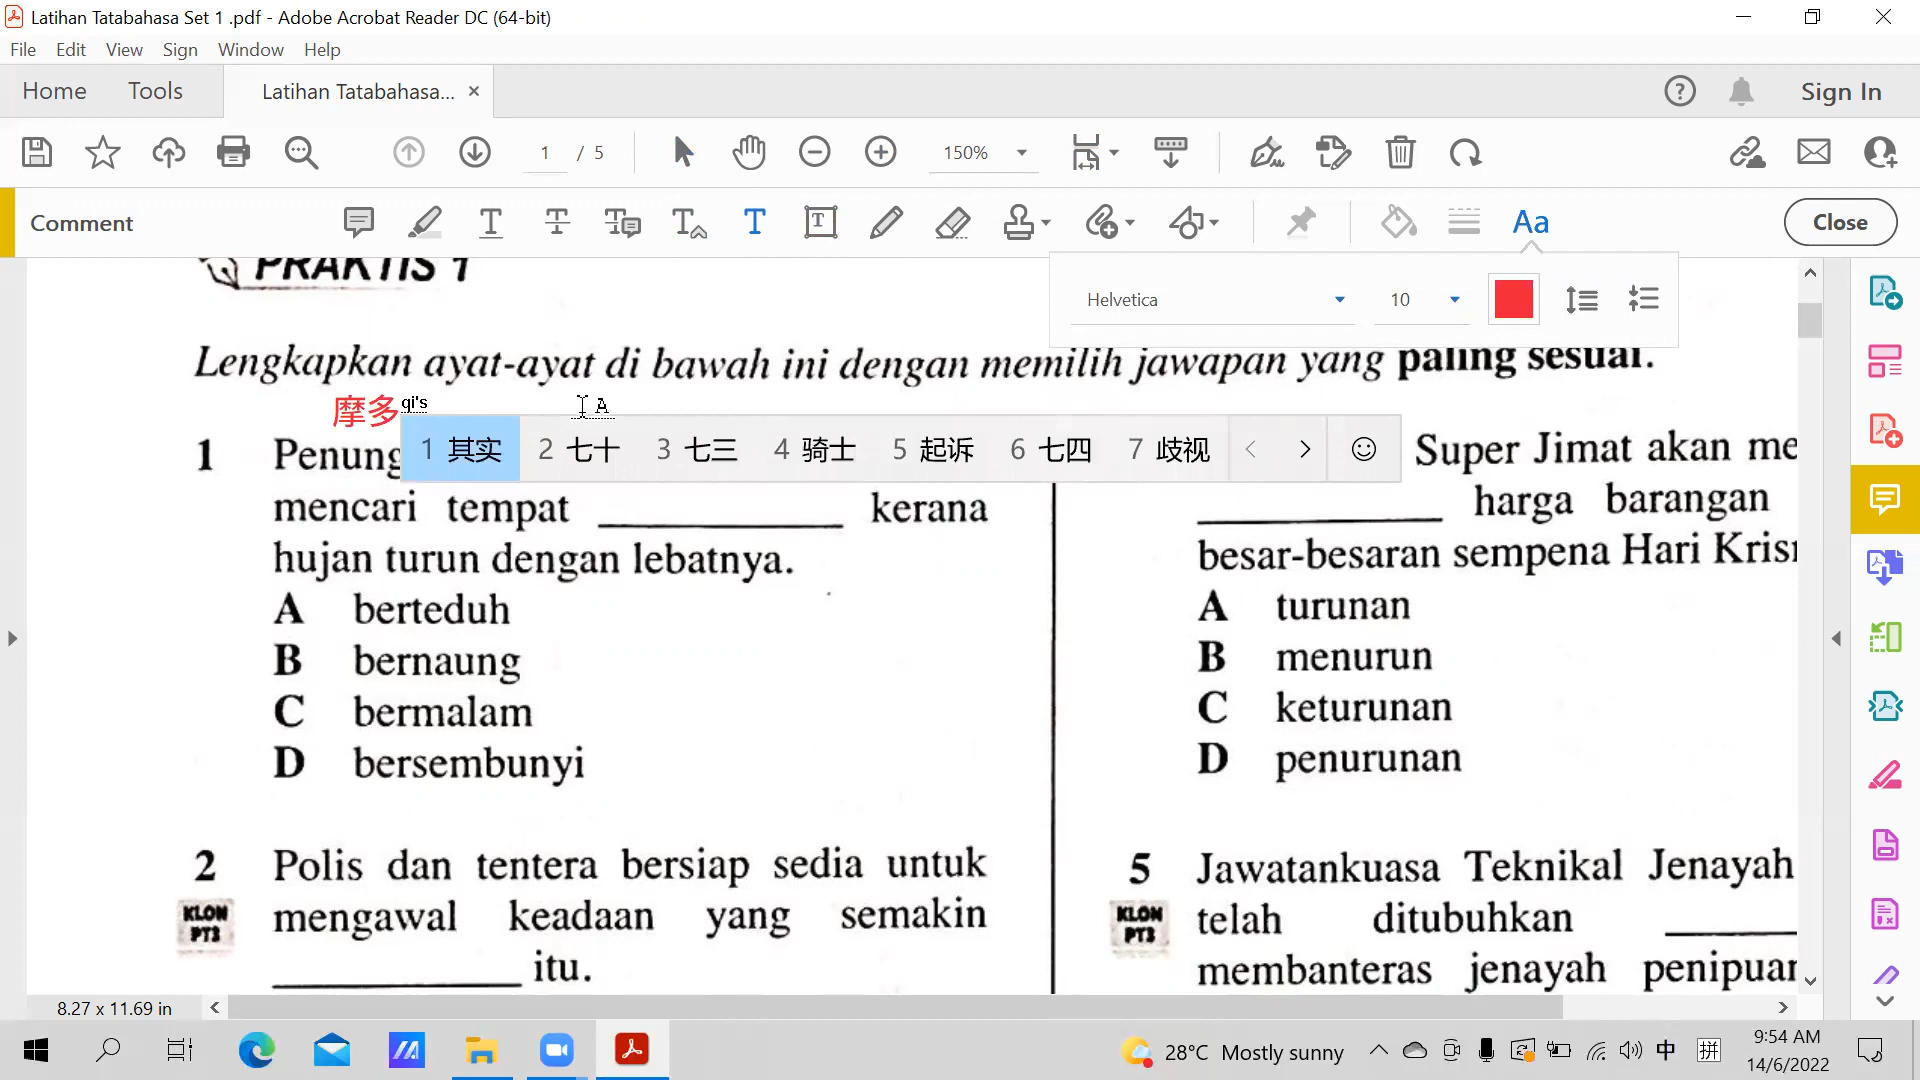 Latihan Tatabahasa Set 1 .pdf - Adobe Acrobat Reader DC (64-bit)
File Edit View Sign Window Help
Home Tools Latihan Tatabahasa... × Sign In
1 / 5 150%
Comment Close
Helvetica 10
PRAKTIS 1
Lengkapkan ayat-ayat di bawah ini dengan memilih jawapan yang paling sesuai.
摩多qi's
1 其实 2 七十 3 七三 4 骑士 5 起诉 6 七四 7 歧视
1 Penung
mencari tempat ____________ kerana
hujan turun dengan lebatnya.
A berteduh
B bernaung
C bermalam
D bersembunyi
2 Polis dan tentera bersiap sedia untuk
KLON PT3
mengawal keadaan yang semakin
____________ itu.
Super Jimat akan me
____________ harga barangan
besar-besaran sempena Hari Kris
A turunan
B menurun
C keturunan
D penurunan
5 Jawatankuasa Teknikal Jenayah
KLON PT3
telah ditubuhkan ______
membanteras jenayah penipuan
8.27 x 11.69 in
28°C Mostly sunny 中 拼 9:54 AM
14/6/2022